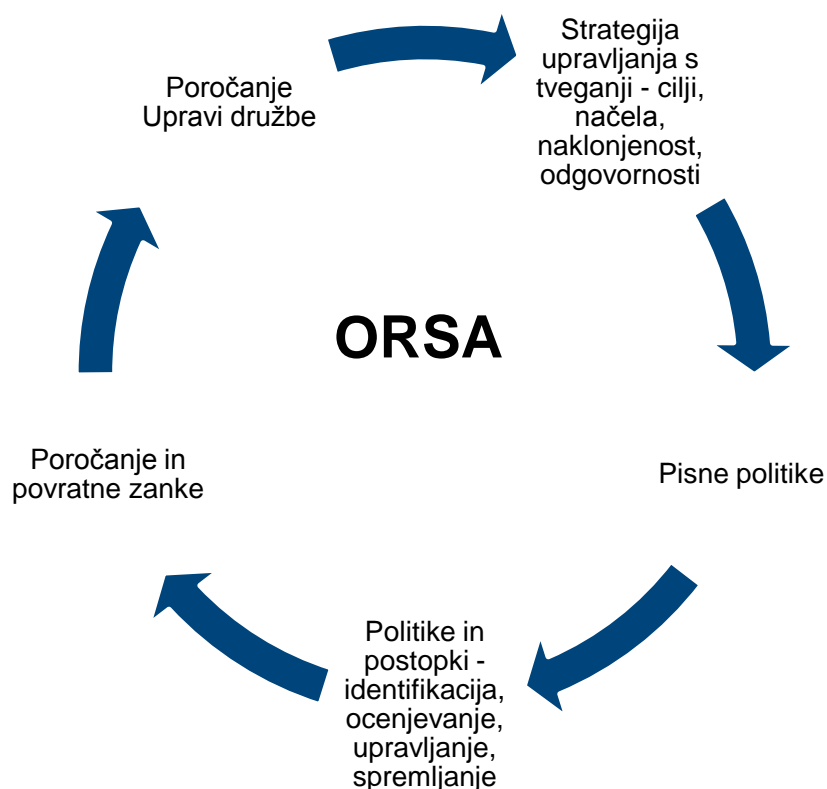 Strategija
upravljanja s
tveganji - cilji,
načela,
naklonjenost,
odgovornosti
Poročanje
Upravi družbe
ORSA
Poročanje in
povratne zanke
Pisne politike
Politike in
postopki -
identifikacija,
ocenjevanje,
upravljanje,
spremljanje